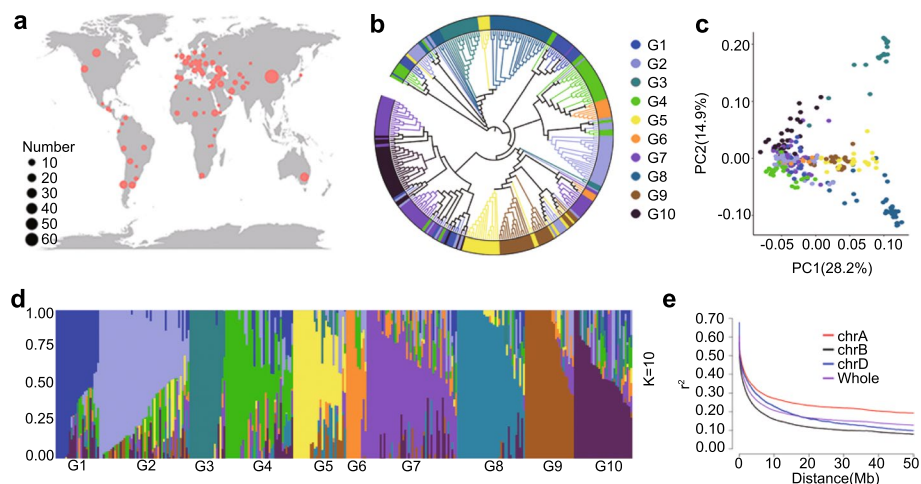 a
Number
10
20
30
40
50
60
b
G1
G2
G3
G4
G5
G6
G7
G8
G9
G10
c
PC2(14.9%)
0.20
0.10
0.00
-0.10
-0.05 0.00 0.05 0.10
PC1(28.2%)
d
1.00
0.75
0.50
0.25
0.00
G1 G2 G3 G4 G5 G6 G7 G8 G9 G10
K=10
e
r²
0.70
0.60
0.50
0.40
0.30
0.20
0.10
0.00
chrA
chrB
chrD
Whole
0 10 20 30 40 50
Distance(Mb)